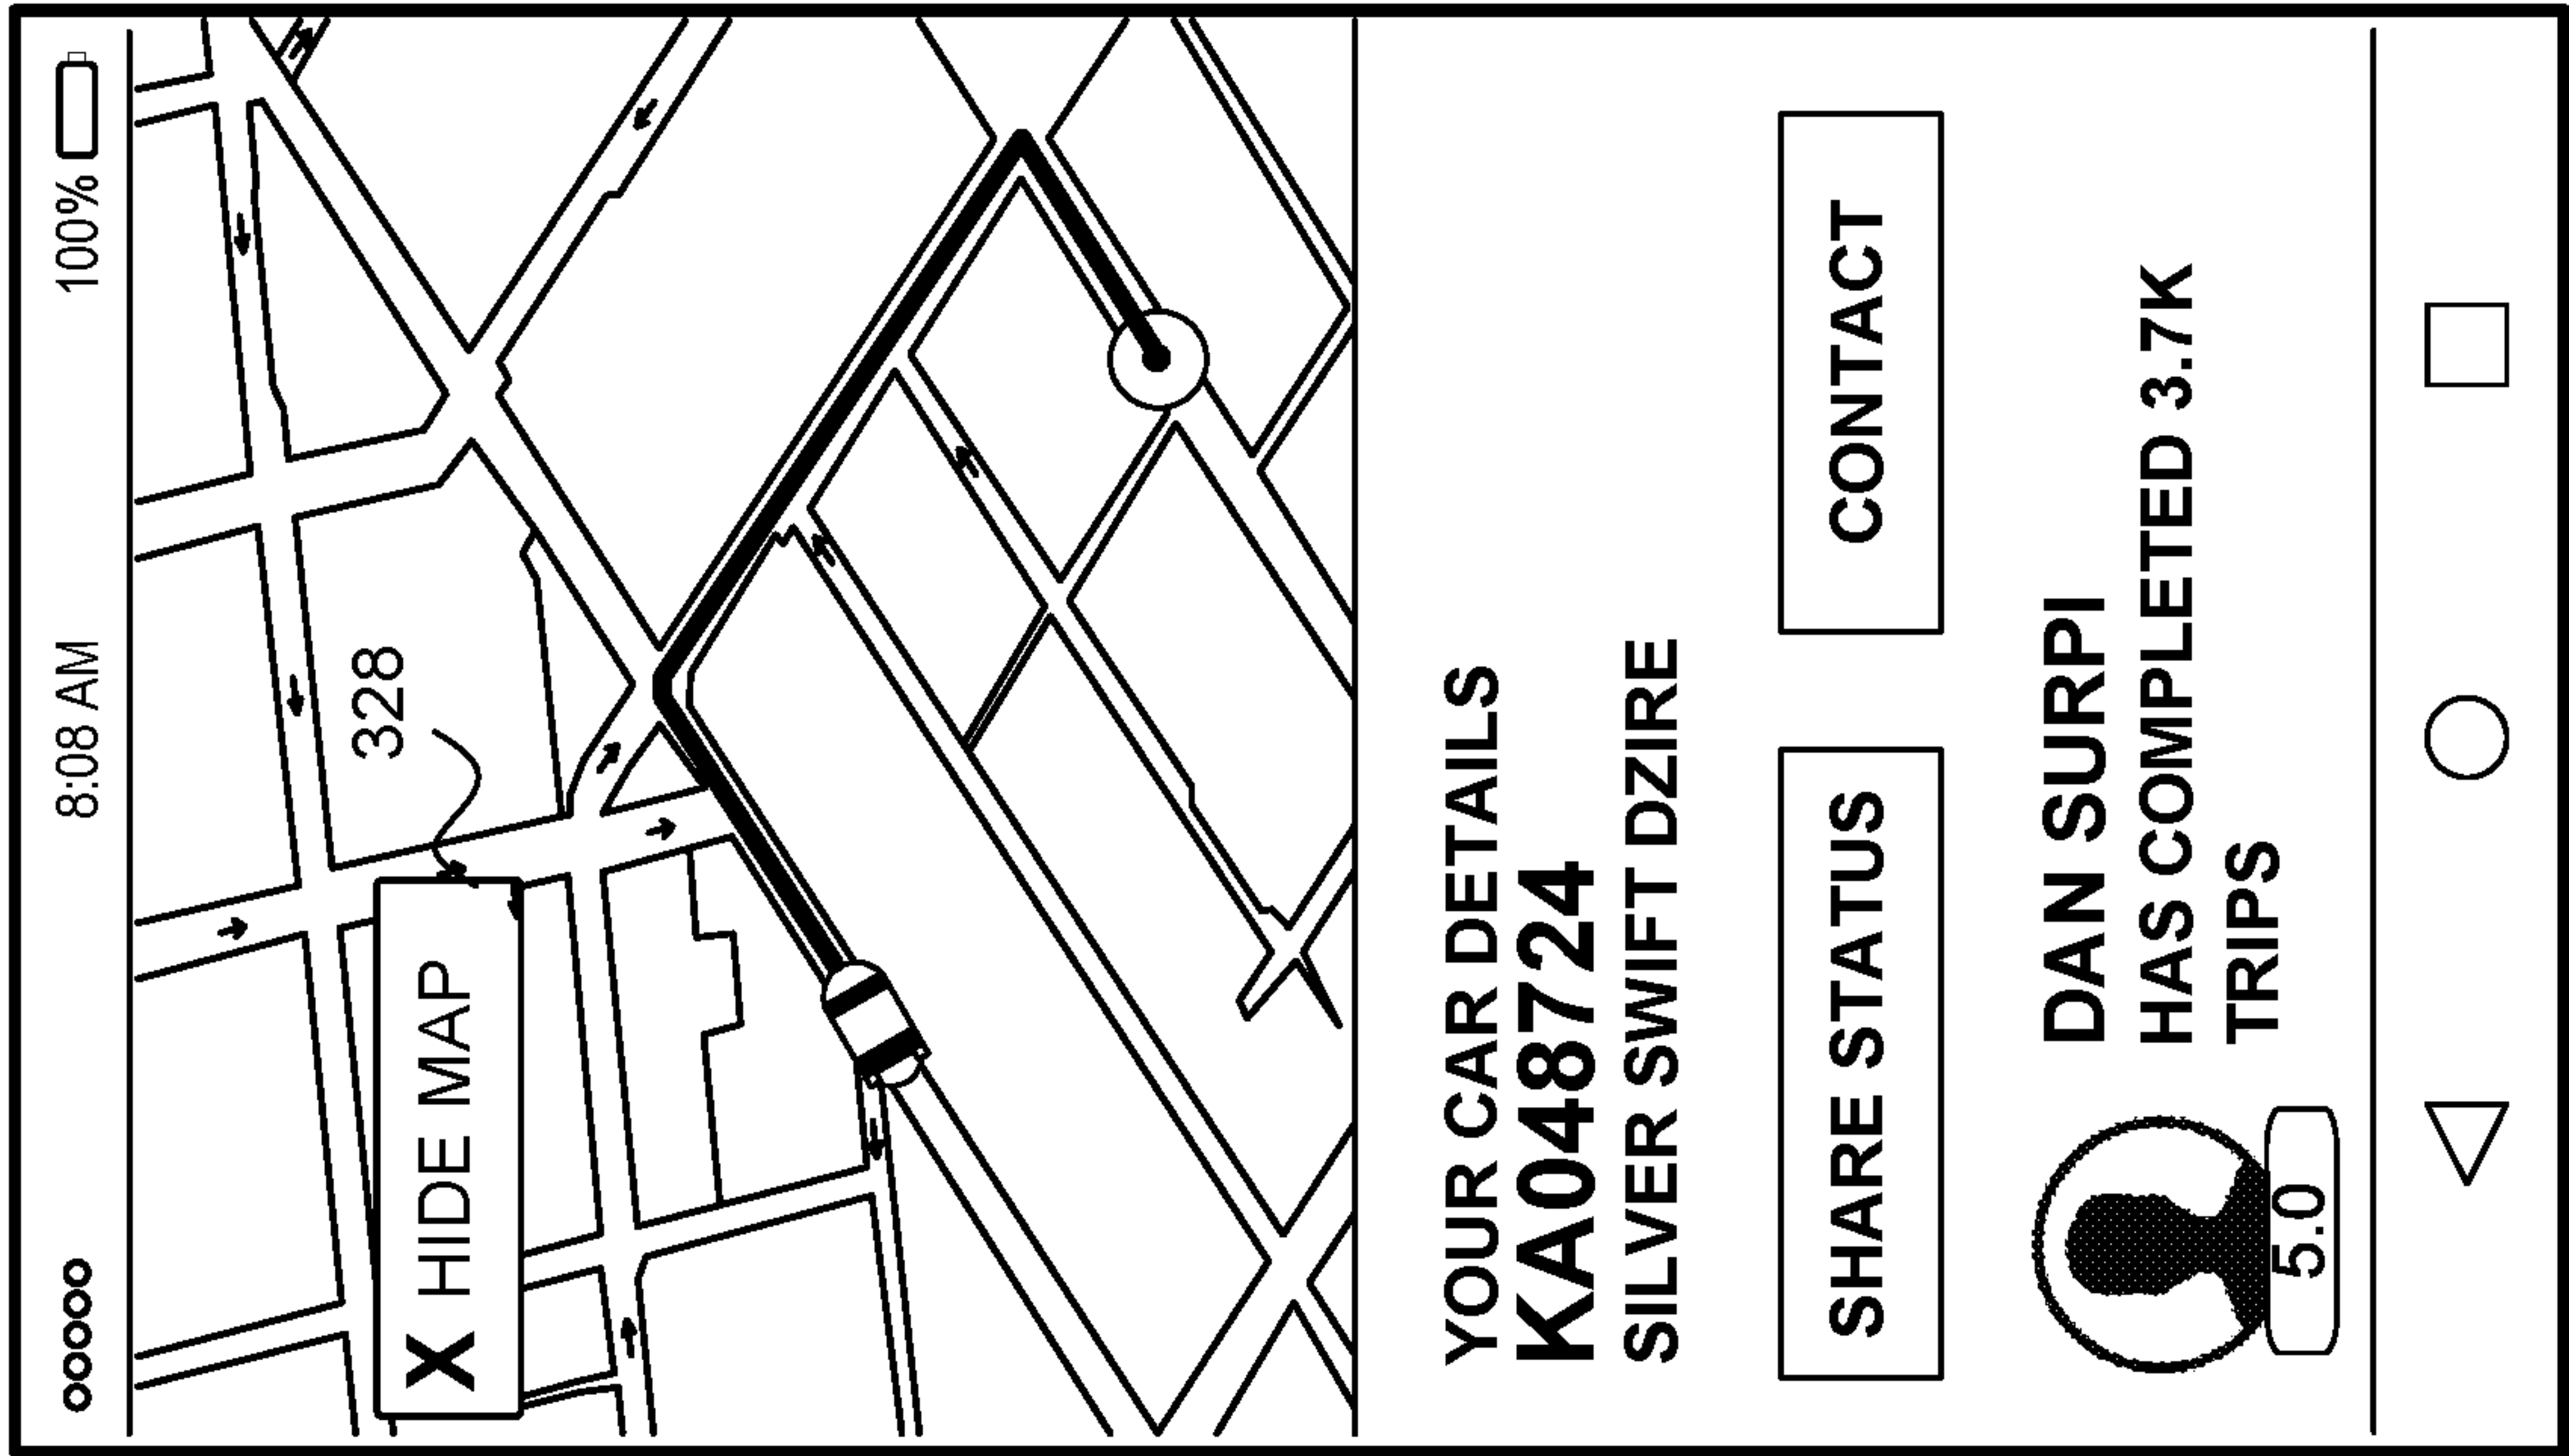 8:08 AM
100%
328
X HIDE MAP
YOUR CAR DETAILS
KA048724
SILVER SWIFT DZIRE
SHARE STATUS
CONTACT
DAN SURPI
HAS COMPLETED 3.7K
TRIPS
5.0